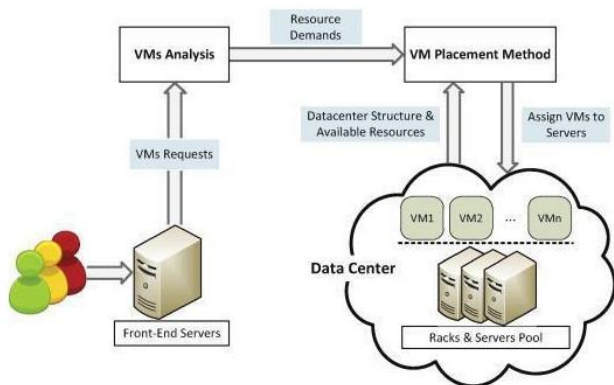 Resource
Demands
VMs Analysis
VM Placement Method
Datacenter Structure &
Available Resources
Assign VMs to
Servers
VMs Requests
VM1
VM2
...
VMn
Data Center
Front-End Servers
Racks & Servers Pool